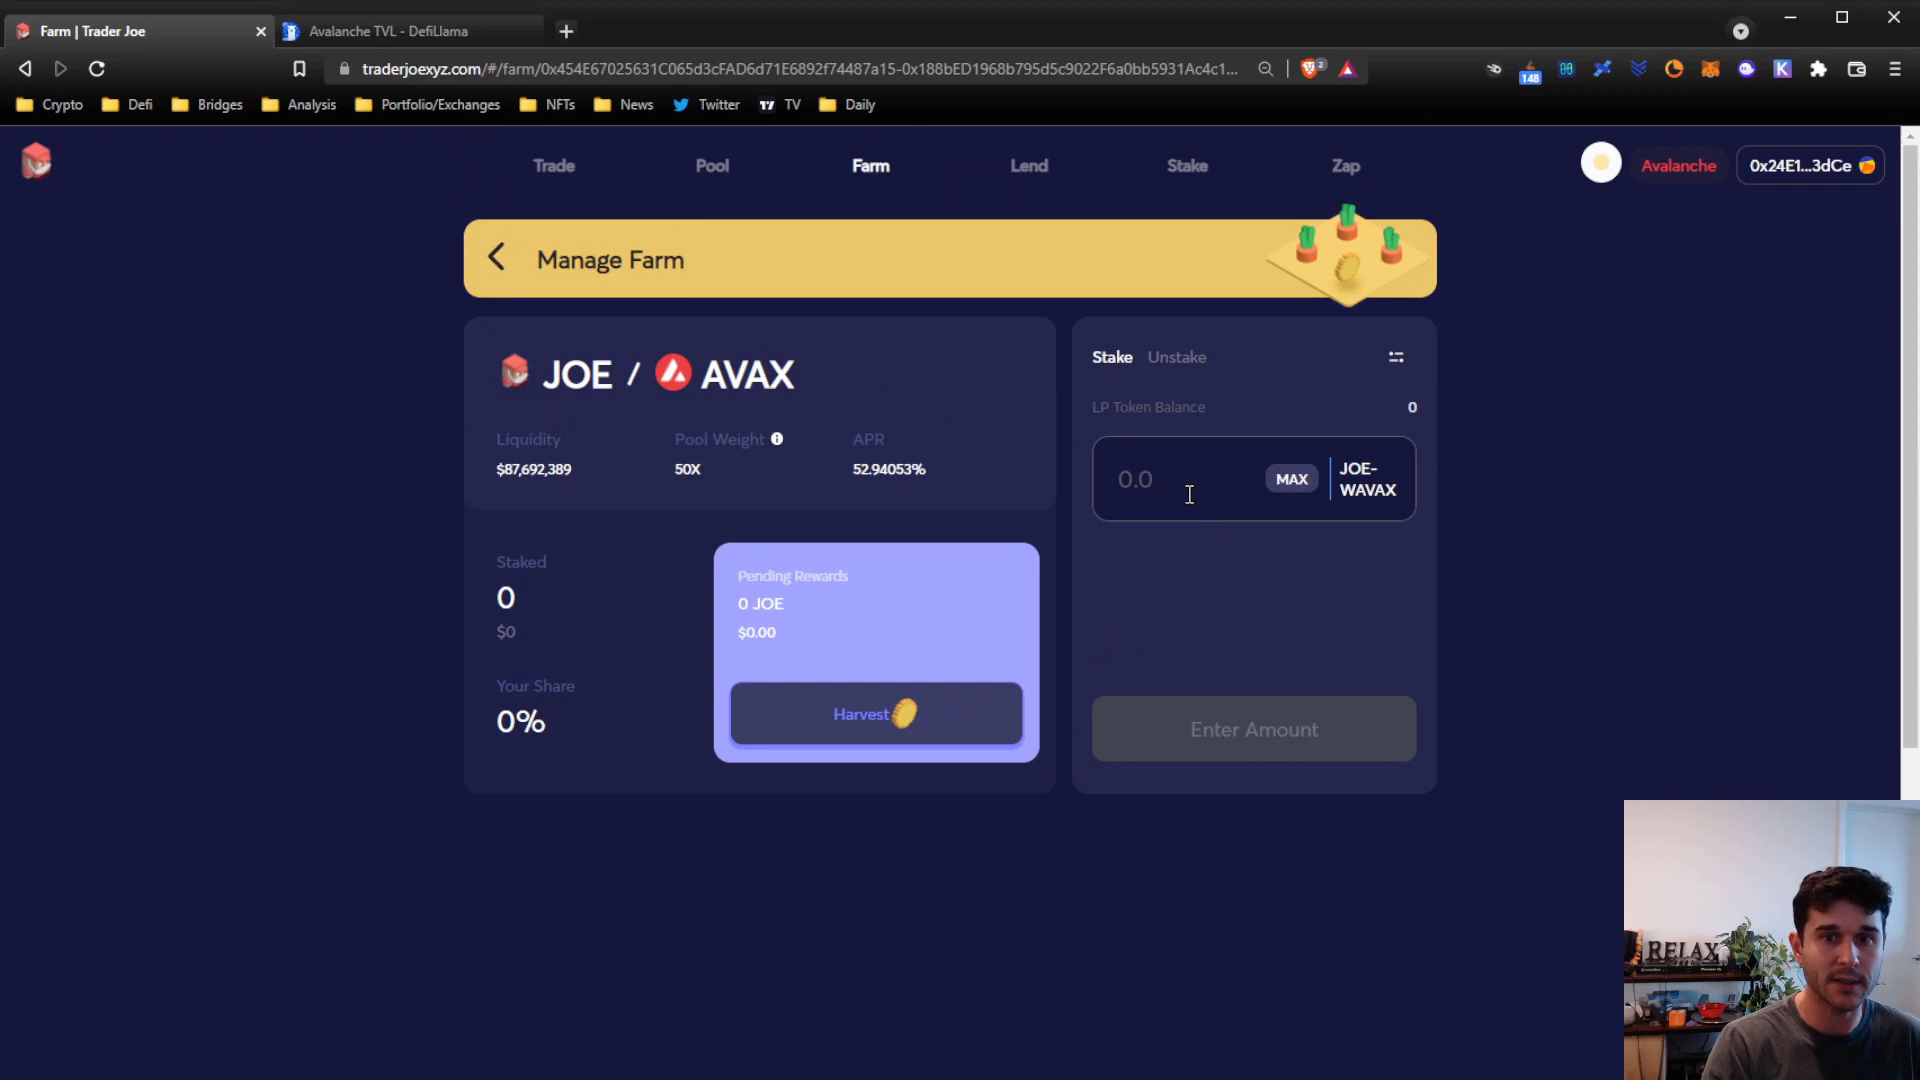 Farm | Trader Joe
Avalanche TVL - DefiLlama
traderjoexyz.com/#/farm/0x454E67025631C065d3cFAD6d71E6892f74487a15-0x188bED1968b795d5c9022F6a0bb5931Ac4c1...
2
148
Crypto
Defi
Bridges
Analysis
Portfolio/Exchanges
NFTs
News
Twitter
TV
Daily
Trade
Pool
Farm
Lend
Stake
Zap
Avalanche
0x24E1...3dCe
Manage Farm
JOE / AVAX
Liquidity
$87,692,389
Pool Weight
50X
APR
52.94053%
Staked
0
$0
Your Share
0%
Pending Rewards
0 JOE
$0.00
Harvest
Stake
Unstake
LP Token Balance
0
0.0
MAX
JOE-
WAVAX
Enter Amount
RELAX